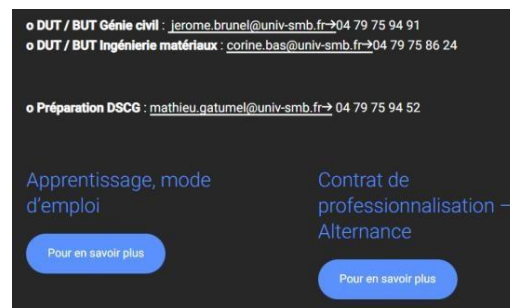 o DUT / BUT Génie civil : jerome.brunel@univ-smb.fr→04 79 75 94 91
o DUT / BUT Ingénierie matériaux : corine.bas@univ-smb.fr→04 79 75 86 24
o Préparation DSCG : mathieu.gatumel@univ-smb.fr→ 04 79 75 94 52
Apprentissage, mode
d'emploi
Pour en savoir plus
Contrat de
professionnalisation –
Alternance
Pour en savoir plus